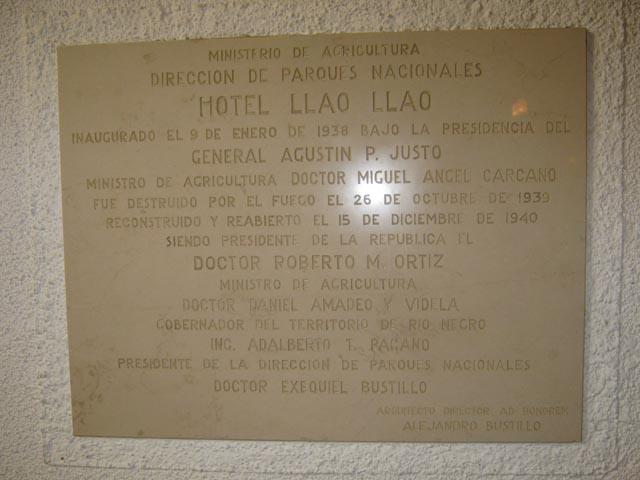 MINISTERIO DE AGRICULTURA
DIRECCION DE PARQUES NACIONALES
HOTEL LLAO LLAO
INAUGURADO EL 9 DE ENERO DE 1938 BAJO LA PRESIDENCIA DEL
GENERAL AGUSTIN P. JUSTO
MINISTRO DE AGRICULTURA DOCTOR MIGUEL ANGEL CARCANO
FUE DESTRUIDO POR EL FUEGO EL 26 DE OCTUBRE DE 1939
RECONSTRUIDO Y REABIERTO EL 15 DE DICIEMBRE DE 1940
SIENDO PRESIDENTE DE LA REPUBLICA EL
DOCTOR ROBERTO M. ORTIZ
MINISTRO DE AGRICULTURA
DOCTOR DANIEL AMADEO Y VIDELA
GOBERNADOR DEL TERRITORIO DE RIO NEGRO
ING. ADALBERTO T. PAGANO
PRESIDENTE DE LA DIRECCION DE PARQUES NACIONALES
DOCTOR EXEQUIEL BUSTILLO
ARQUITECTO DIRECTOR AD HONOREM
ALEJANDRO BUSTILLO